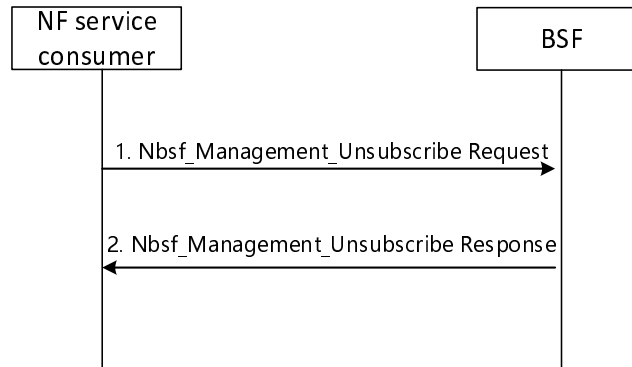 NF service
consumer
BSF
1. Nbsf_Management_Unsubscribe Request
2. Nbsf_Management_Unsubscribe Response